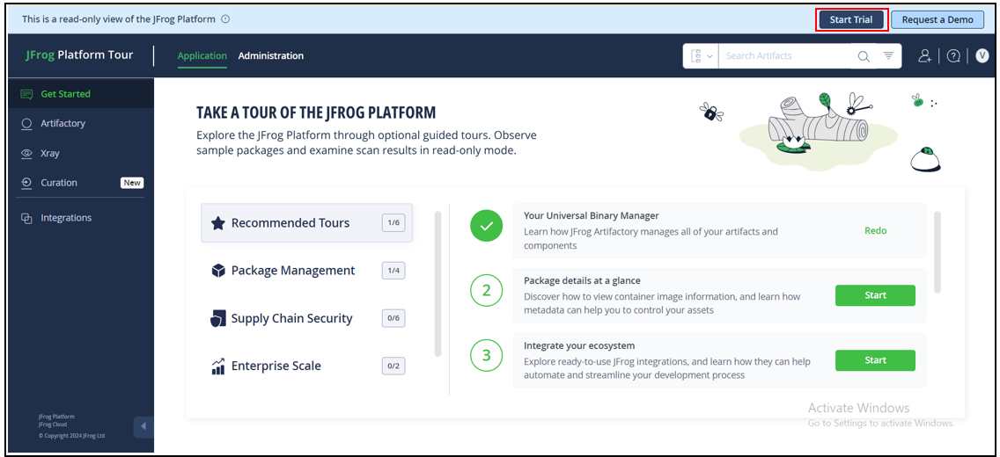 This is a read-only view of the JFrog Platform
Start Trial
Request a Demo
JFrog Platform Tour
Application
Administration
Search Artifacts
V
Get Started
Artifactory
Xray
Curation
New
Integrations
TAKE A TOUR OF THE JFROG PLATFORM
Explore the JFrog Platform through optional guided tours. Observe
sample packages and examine scan results in read-only mode.
Recommended Tours
1/6
Package Management
1/4
Supply Chain Security
0/6
Enterprise Scale
0/2
Your Universal Binary Manager
Learn how JFrog Artifactory manages all of your artifacts and
components
Redo
2
Package details at a glance
Discover how to view container image information, and learn how
metadata can help you to control your assets
Start
3
Integrate your ecosystem
Explore ready-to-use JFrog integrations, and learn how they can help
automate and streamline your development process
Start
JFrog Platform
JFrog Cloud
© Copyright 2024 JFrog Ltd
Activate Windows
Go to Settings to activate Windows.